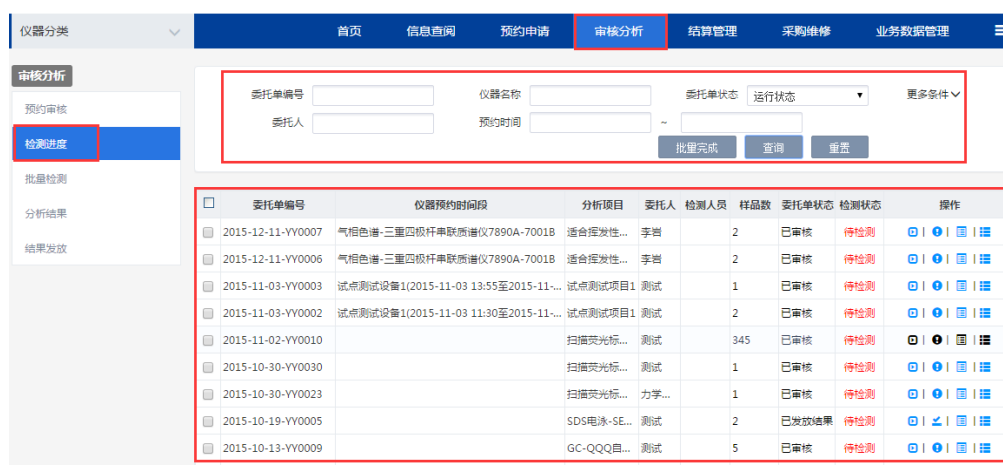 仪器分类
首页 信息查阅 预约申请 审核分析 结算管理 采购维修 业务数据管理
审核分析
预约审核
检测进度
批量检测
分析结果
结果发放
委托单编号 仪器名称 委托单状态 运行状态 更多条件
委托人 预约时间 ~
批量完成 查询 重置
委托单编号 仪器预约时间段 分析项目 委托人 检测人员 样品数 委托单状态 检测状态 操作
2015-12-11-YY0007 气相色谱-三重四极杆串联质谱仪7890A-7001B 适合挥发性... 李岩 2 已审核 待检测
2015-12-11-YY0006 气相色谱-三重四极杆串联质谱仪7890A-7001B 适合挥发性... 李岩 2 已审核 待检测
2015-11-03-YY0003 试点测试设备1(2015-11-03 13:55至2015-11-... 试点测试项目1 测试 1 已审核 待检测
2015-11-03-YY0002 试点测试设备1(2015-11-03 11:30至2015-11-... 试点测试项目1 测试 2 已审核 待检测
2015-11-02-YY0010 扫描荧光标... 测试 345 已审核 待检测
2015-10-30-YY0030 扫描荧光标... 测试 1 已审核 待检测
2015-10-30-YY0023 扫描荧光标... 力学... 1 已审核 待检测
2015-10-19-YY0005 SDS电泳-SE... 测试 2 已发放结果 待检测
2015-10-13-YY0009 GC-QQQ自... 测试 5 已审核 待检测